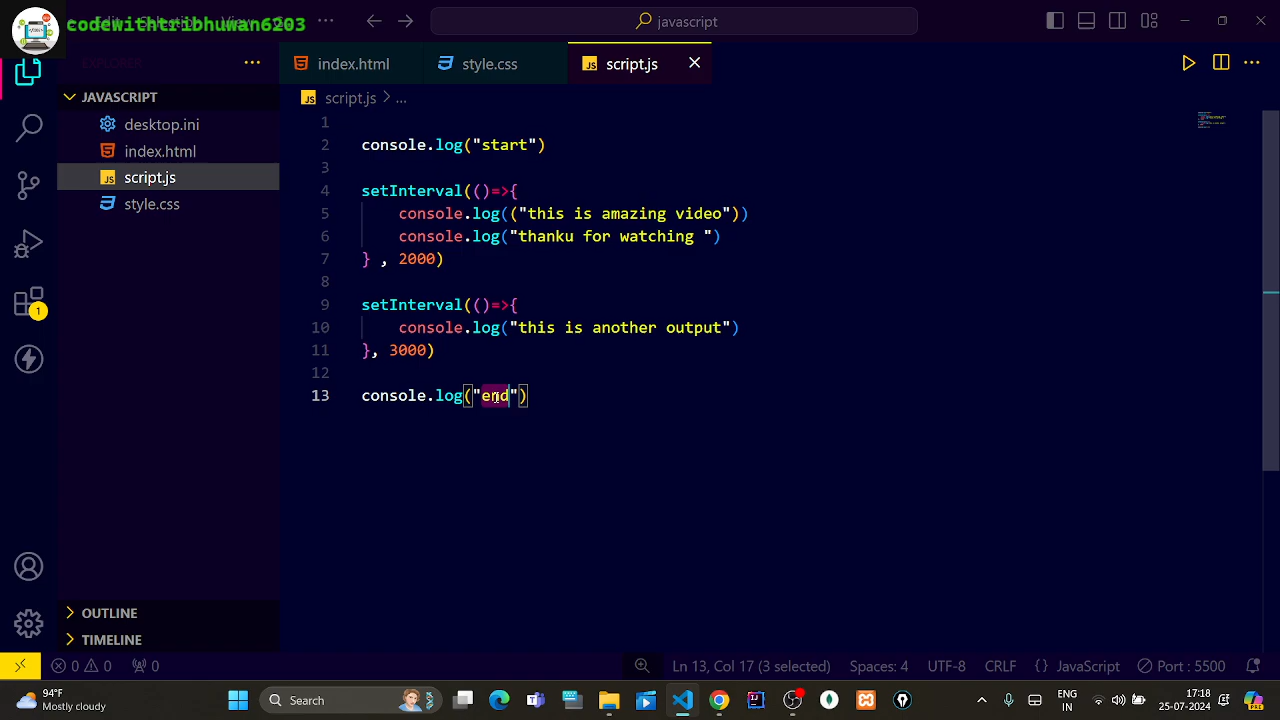 codewithtribhuwan6203
javascript
EXPLORER
index.html
style.css
script.js
JAVASCRIPT
script.js
...
desktop.ini
index.html
script.js
style.css
1
2
3
4
5
6
7
8
9
10
11
12
13
console.log("start")
setInterval(()=>{
console.log(("this is amazing video"))
console.log("thanku for watching ")
} , 2000)
setInterval(()=>{
console.log("this is another output")
}, 3000)
console.log("end")
1
OUTLINE
TIMELINE
0 0 0
Ln 13, Col 17 (3 selected)
Spaces: 4
UTF-8
CRLF
{} JavaScript
Port : 5500
94°F
Mostly cloudy
Search
ENG
IN
17:18
25-07-2024